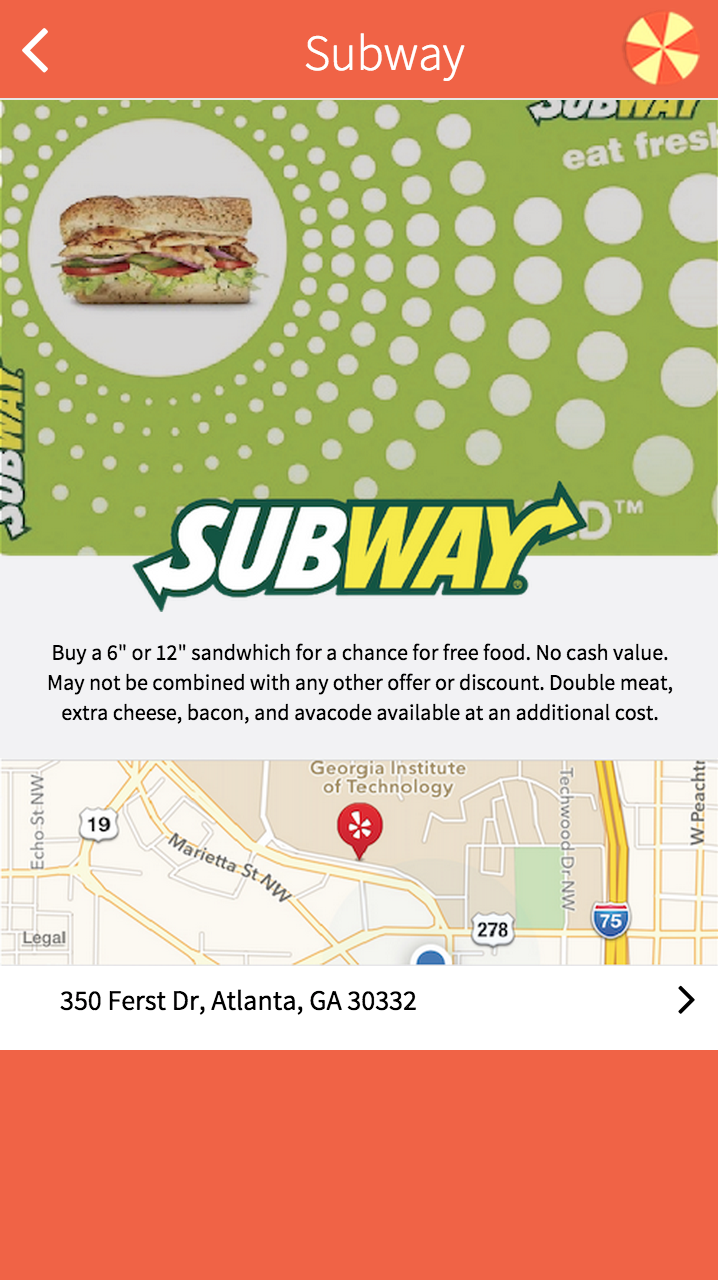 Subway
SUBWAY
eat fresh
SUBWAY
D™
SUBWAY®
Buy a 6" or 12" sandwhich for a chance for free food. No cash value.
May not be combined with any other offer or discount. Double meat,
extra cheese, bacon, and avacode available at an additional cost.
Georgia Institute
of Technology
Echo St NW
19
Marietta St NW
Techwood Dr NW
W Peachtr
Legal
278
75
350 Ferst Dr, Atlanta, GA 30332